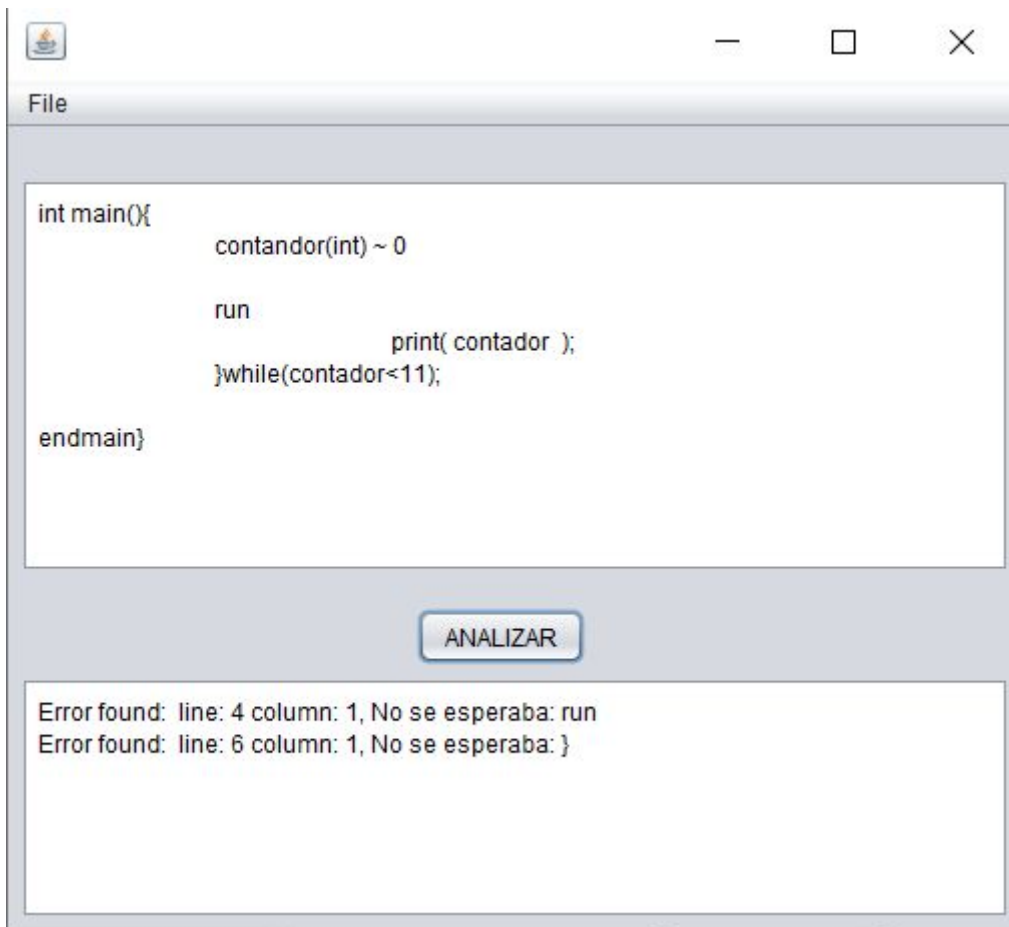 File
int main(){
contandor(int) ~ 0
run
print( contador  );
}while(contador<11);
endmain}
ANALIZAR
Error found:  line: 4 column: 1, No se esperaba: run
Error found:  line: 6 column: 1, No se esperaba: }